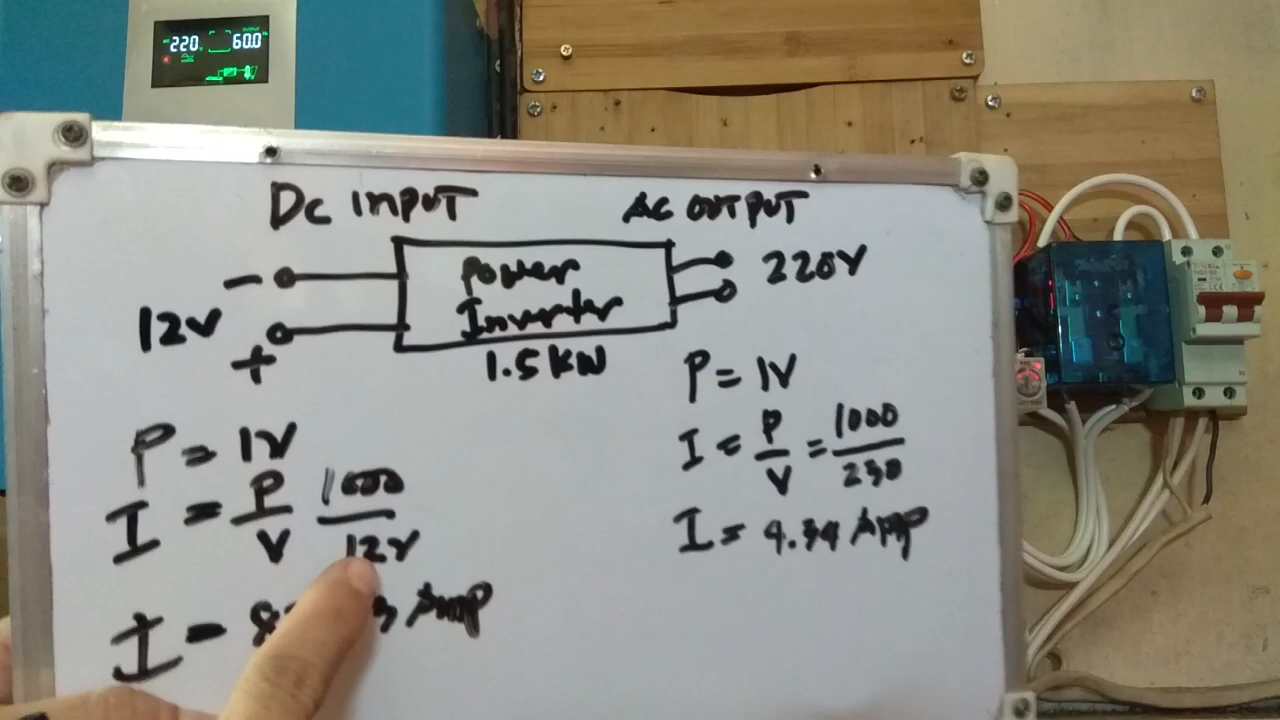 220 60.0
DC INPUT
AC OUTPUT
12V
- 
+
Power
Inverter
1.5KW
220V
P = IV
I = P/V 1000/12V
I = Amp
P = IV
I = P/V = 1000/230
I = 4.34 Amp